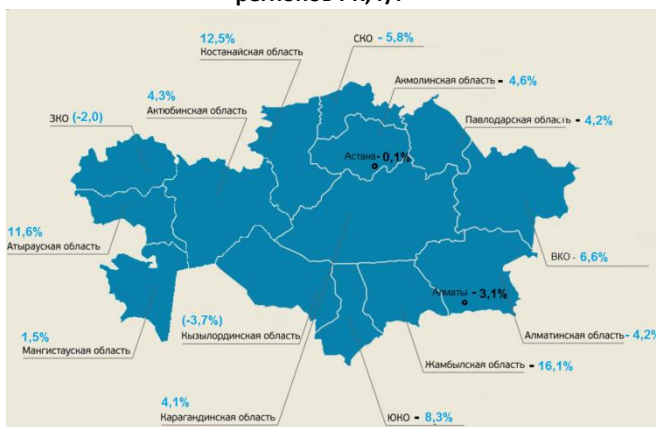 регионов РК, г/г
12,5%
Костанайская область
СКО - 5,8%
Акмолинская область - 4,6%
4,3%
Актюбинская область
ЗКО (-2,0)
Павлодарская область - 4,2%
Астана - 0,1%
11,6%
Атырауская область
ВКО - 6,6%
Алматы - 3,1%
(-3,7%)
Кызылординская область
1,5%
Мангистауская область
Алматинская область - 4,2%
Жамбылская область - 16,1%
4,1%
Карагандинская область
ЮКО - 8,3%